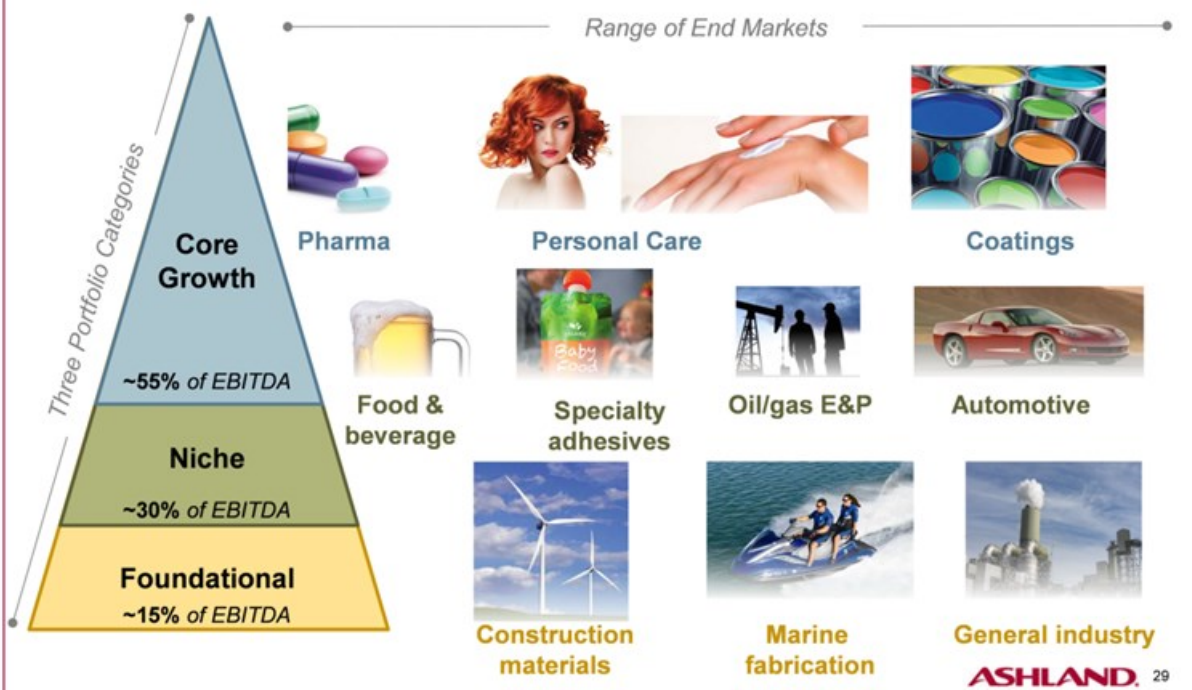 Range of End Markets
Three Portfolio Categories
Core
Growth
~55% of EBITDA
Niche
~30% of EBITDA
Foundational
~15% of EBITDA
Pharma
Personal Care
Coatings
Baby
Food
Food &
beverage
Specialty
adhesives
Oil/gas E&P
Automotive
Construction
materials
Marine
fabrication
General industry
ASHLAND. 29